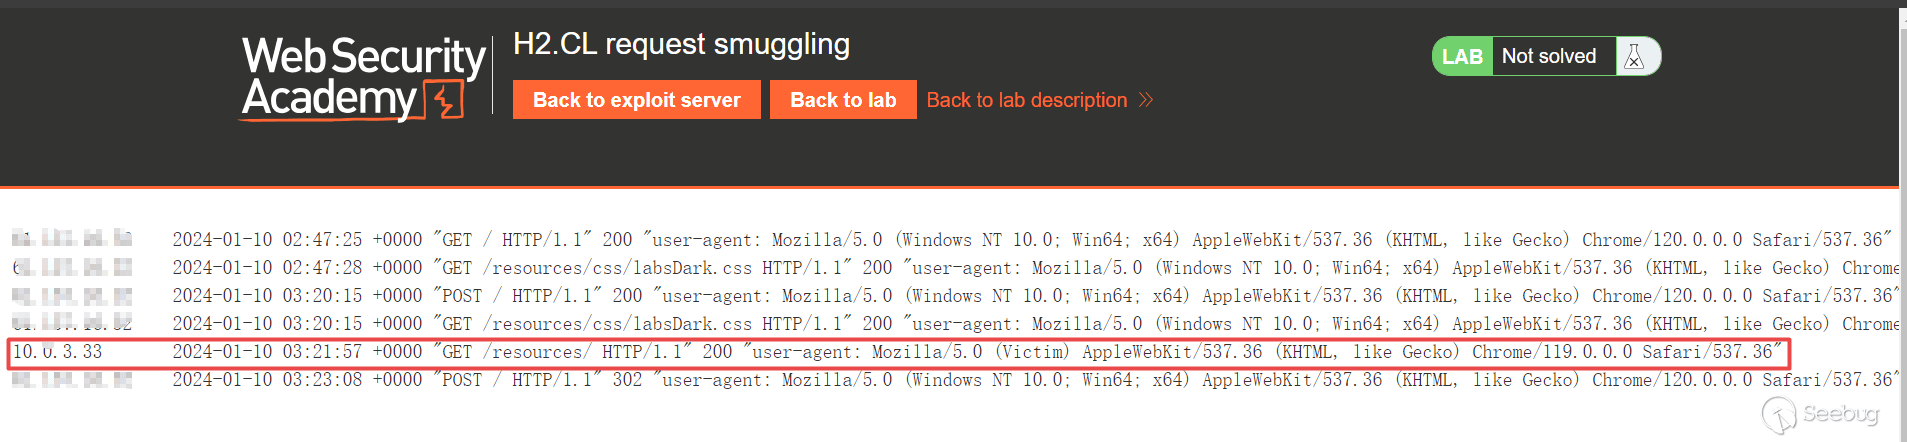 Web Security
Academy
H2.CL request smuggling
Back to exploit server
Back to lab
Back to lab description
LAB
Not solved
2024-01-10 02:47:25 +0000 "GET / HTTP/1.1" 200 "user-agent: Mozilla/5.0 (Windows NT 10.0; Win64; x64) AppleWebKit/537.36 (KHTML, like Gecko) Chrome/120.0.0.0 Safari/537.36"
2024-01-10 02:47:28 +0000 "GET /resources/css/labsDark.css HTTP/1.1" 200 "user-agent: Mozilla/5.0 (Windows NT 10.0; Win64; x64) AppleWebKit/537.36 (KHTML, like Gecko) Chrome
2024-01-10 03:20:15 +0000 "POST / HTTP/1.1" 200 "user-agent: Mozilla/5.0 (Windows NT 10.0; Win64; x64) AppleWebKit/537.36 (KHTML, like Gecko) Chrome/120.0.0.0 Safari/537.36"
2024-01-10 03:20:15 +0000 "GET /resources/css/labsDark.css HTTP/1.1" 200 "user-agent: Mozilla/5.0 (Windows NT 10.0; Win64; x64) AppleWebKit/537.36 (KHTML, like Gecko) Chrome
10.0.3.33 2024-01-10 03:21:57 +0000 "GET /resources/ HTTP/1.1" 200 "user-agent: Mozilla/5.0 (Victim) AppleWebKit/537.36 (KHTML, like Gecko) Chrome/119.0.0.0 Safari/537.36"
2024-01-10 03:23:08 +0000 "POST / HTTP/1.1" 302 "user-agent: Mozilla/5.0 (Windows NT 10.0; Win64; x64) AppleWebKit/537.36 (KHTML, like Gecko) Chrome/120.0.0.0 Safari/537.36"
Seebug